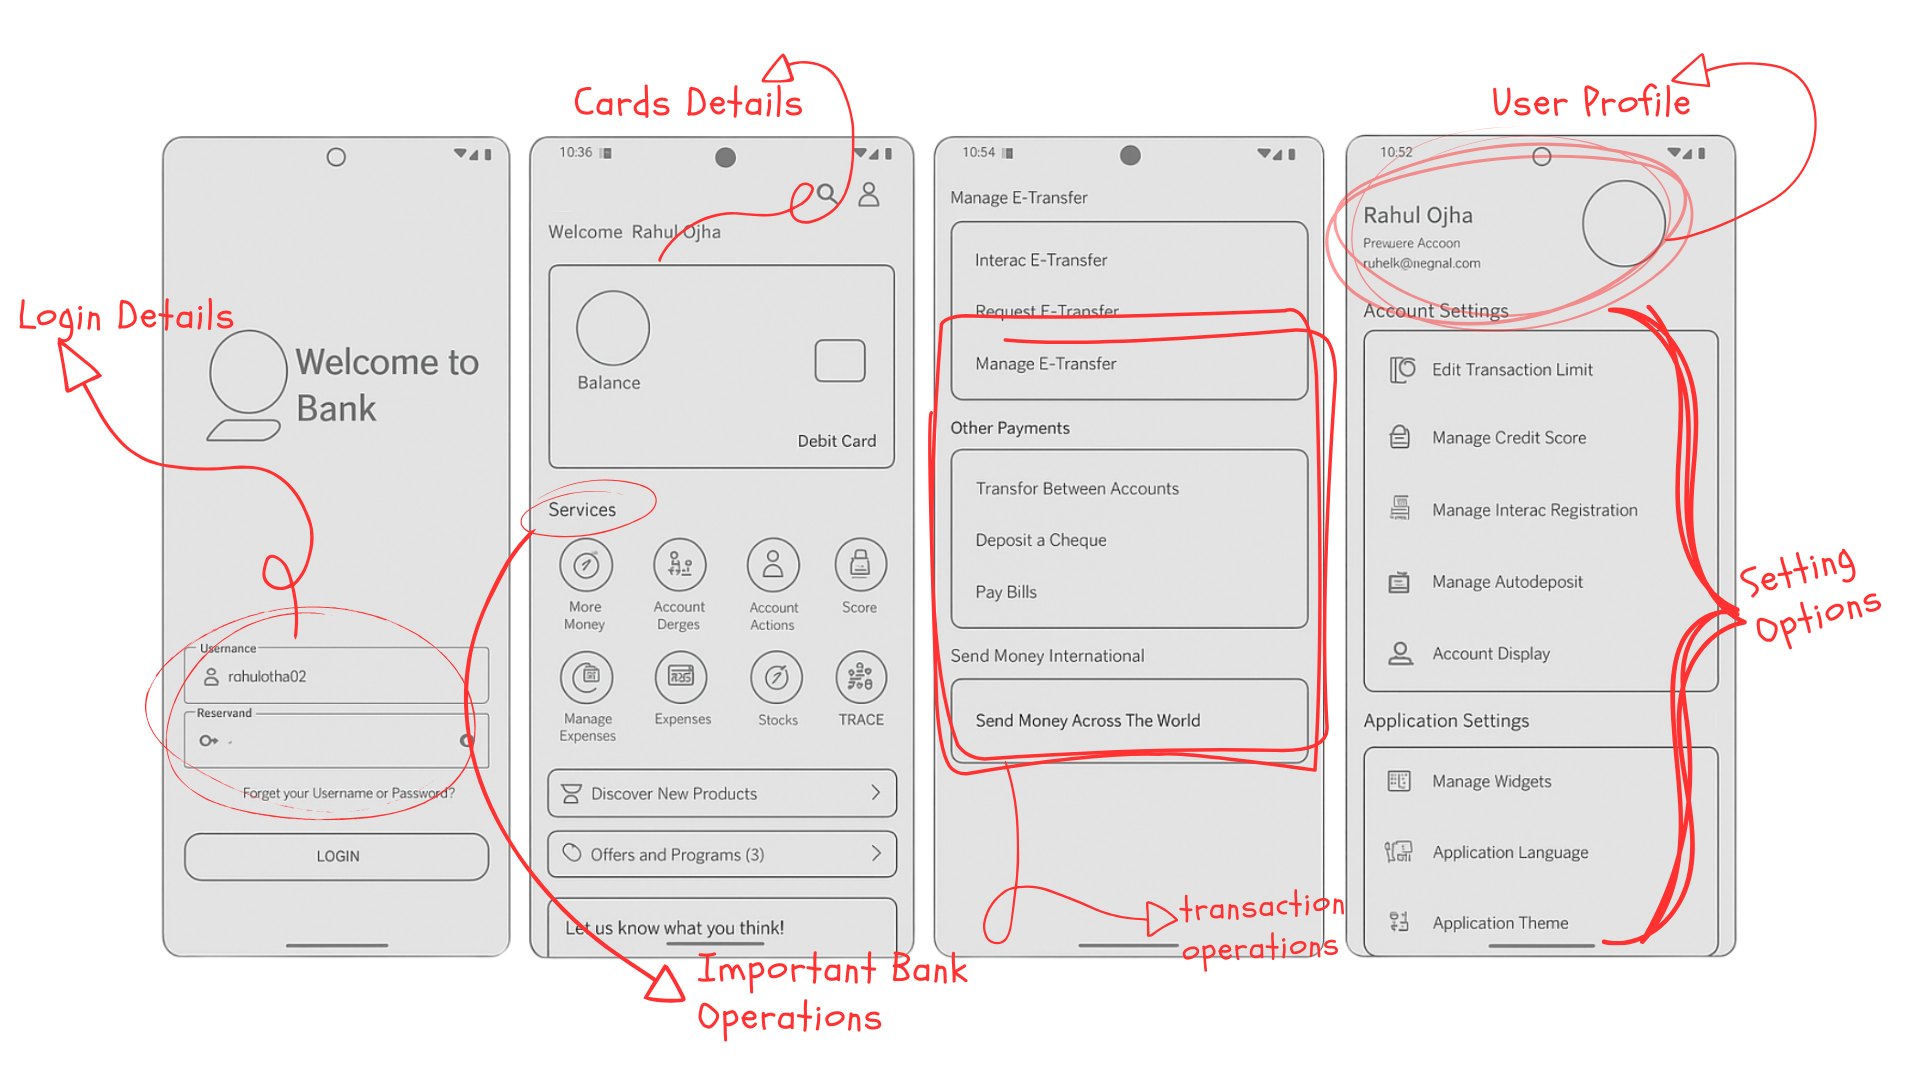 Cards Details
User Profile
Login Details
Welcome to
Bank
Usernance
rahulotha02
Reservand
Forget your Username or Password?
LOGIN
10:36
Welcome Rahul Ojha
Balance
Debit Card
Services
More
Money
Account
Derges
Account
Actions
Score
Manage
Expenses
Expenses
Stocks
TRACE
Discover New Products
Offers and Programs (3)
Let us know what you think!
Important Bank
Operations
10:54
Manage E-Transfer
Interac E-Transfer
Request E-Transfer
Manage E-Transfer
Other Payments
Transfor Between Accounts
Deposit a Cheque
Pay Bills
Send Money International
Send Money Across The World
transaction
operations
10:52
Rahul Ojha
Prewuere Accoon
ruhelk@negnal.com
Account Settings
Edit Transaction Limit
Manage Credit Score
Manage Interac Registration
Manage Autodeposit
Account Display
Application Settings
Manage Widgets
Application Language
Application Theme
Setting
Options